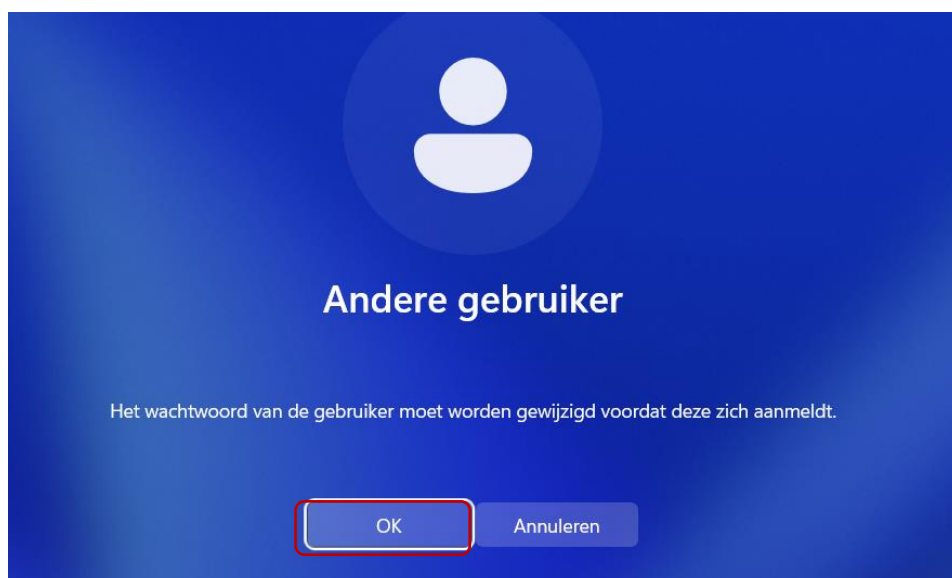 Andere gebruiker
Het wachtwoord van de gebruiker moet worden gewijzigd voordat deze zich aanmeldt.
OK
Annuleren